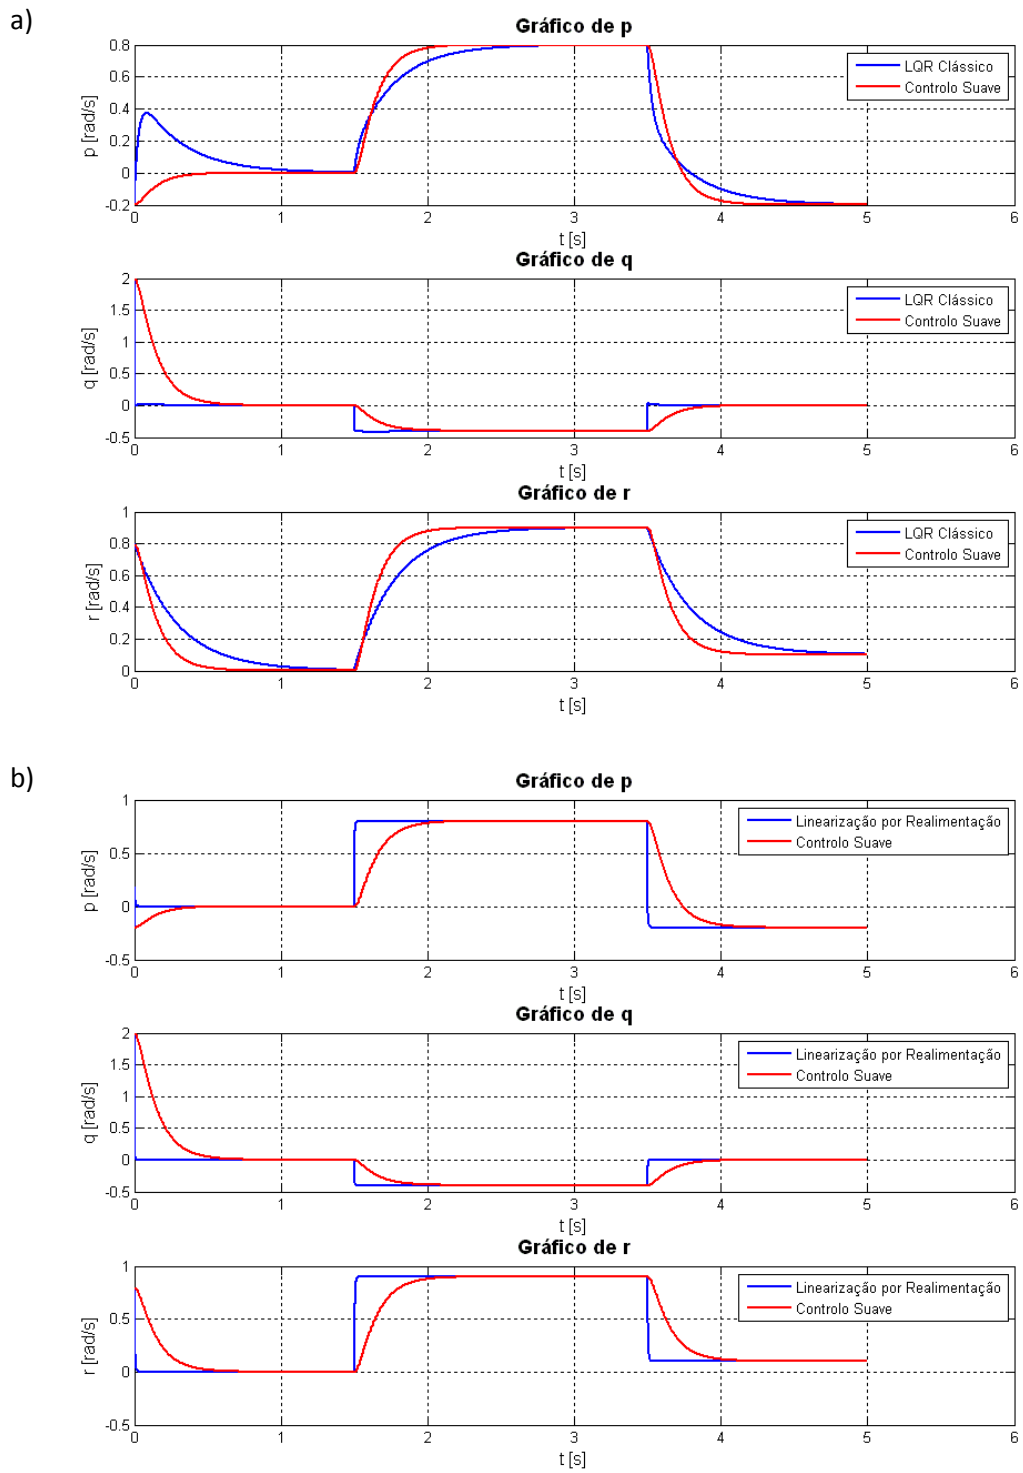 a)
Gráfico de p
0.8
0.6
0.4
0.2
0
-0.2
p [rad/s]
LQR Clássico
Controlo Suave
0 1 2 3 4 5 6
t [s]
Gráfico de q
2
1.5
1
0.5
0
-0.5
q [rad/s]
LQR Clássico
Controlo Suave
0 1 2 3 4 5 6
t [s]
Gráfico de r
1
0.8
0.6
0.4
0.2
0
r [rad/s]
LQR Clássico
Controlo Suave
0 1 2 3 4 5 6
t [s]
b)
Gráfico de p
1
0.5
0
-0.5
p [rad/s]
Linearização por Realimentação
Controlo Suave
0 1 2 3 4 5 6
t [s]
Gráfico de q
2
1.5
1
0.5
0
-0.5
q [rad/s]
Linearização por Realimentação
Controlo Suave
0 1 2 3 4 5 6
t [s]
Gráfico de r
1
0.5
0
-0.5
r [rad/s]
Linearização por Realimentação
Controlo Suave
0 1 2 3 4 5 6
t [s]